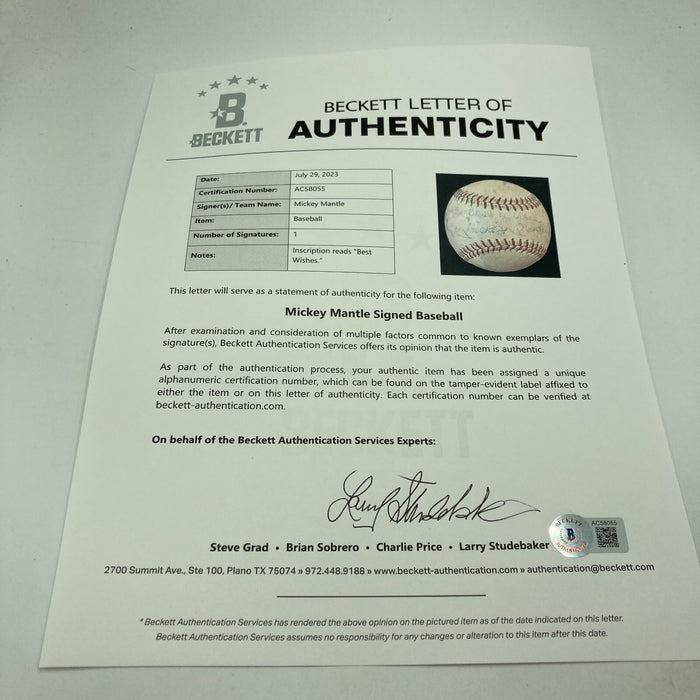 B
BECKETT
BECKETT LETTER OF
AUTHENTICITY
Date: July 29, 2023
Certification Number: AC58055
Signer(s)/ Team Name: Mickey Mantle
Item: Baseball
Number of Signatures: 1
Notes: Inscription reads "Best
Wishes."
This letter will serve as a statement of authenticity for the following item:
Mickey Mantle Signed Baseball
After examination and consideration of multiple factors common to known exemplars of the
signature(s), Beckett Authentication Services offers its opinion that the item is authentic.
As part of the authentication process, your authentic item has been assigned a unique
alphanumeric certification number, which can be found on the tamper-evident label affixed to
either the item or on this letter of authenticity. Each certification number can be verified at
beckett-authentication.com.
On behalf of the Beckett Authentication Services Experts:
Larry Studebaker
Steve Grad • Brian Sobrero • Charlie Price • Larry Studebaker
BECKETT
B
AC58055
2700 Summit Ave., Ste 100, Plano TX 75074 » 972.448.9188 » www.beckett-authentication.com » authentication@beckett.com
*Beckett Authentication Services has rendered the above opinion on the pictured item as of the date indicated on this letter.
Beckett Authentication Services assumes no responsibility for any changes or alteration to this item after this date.